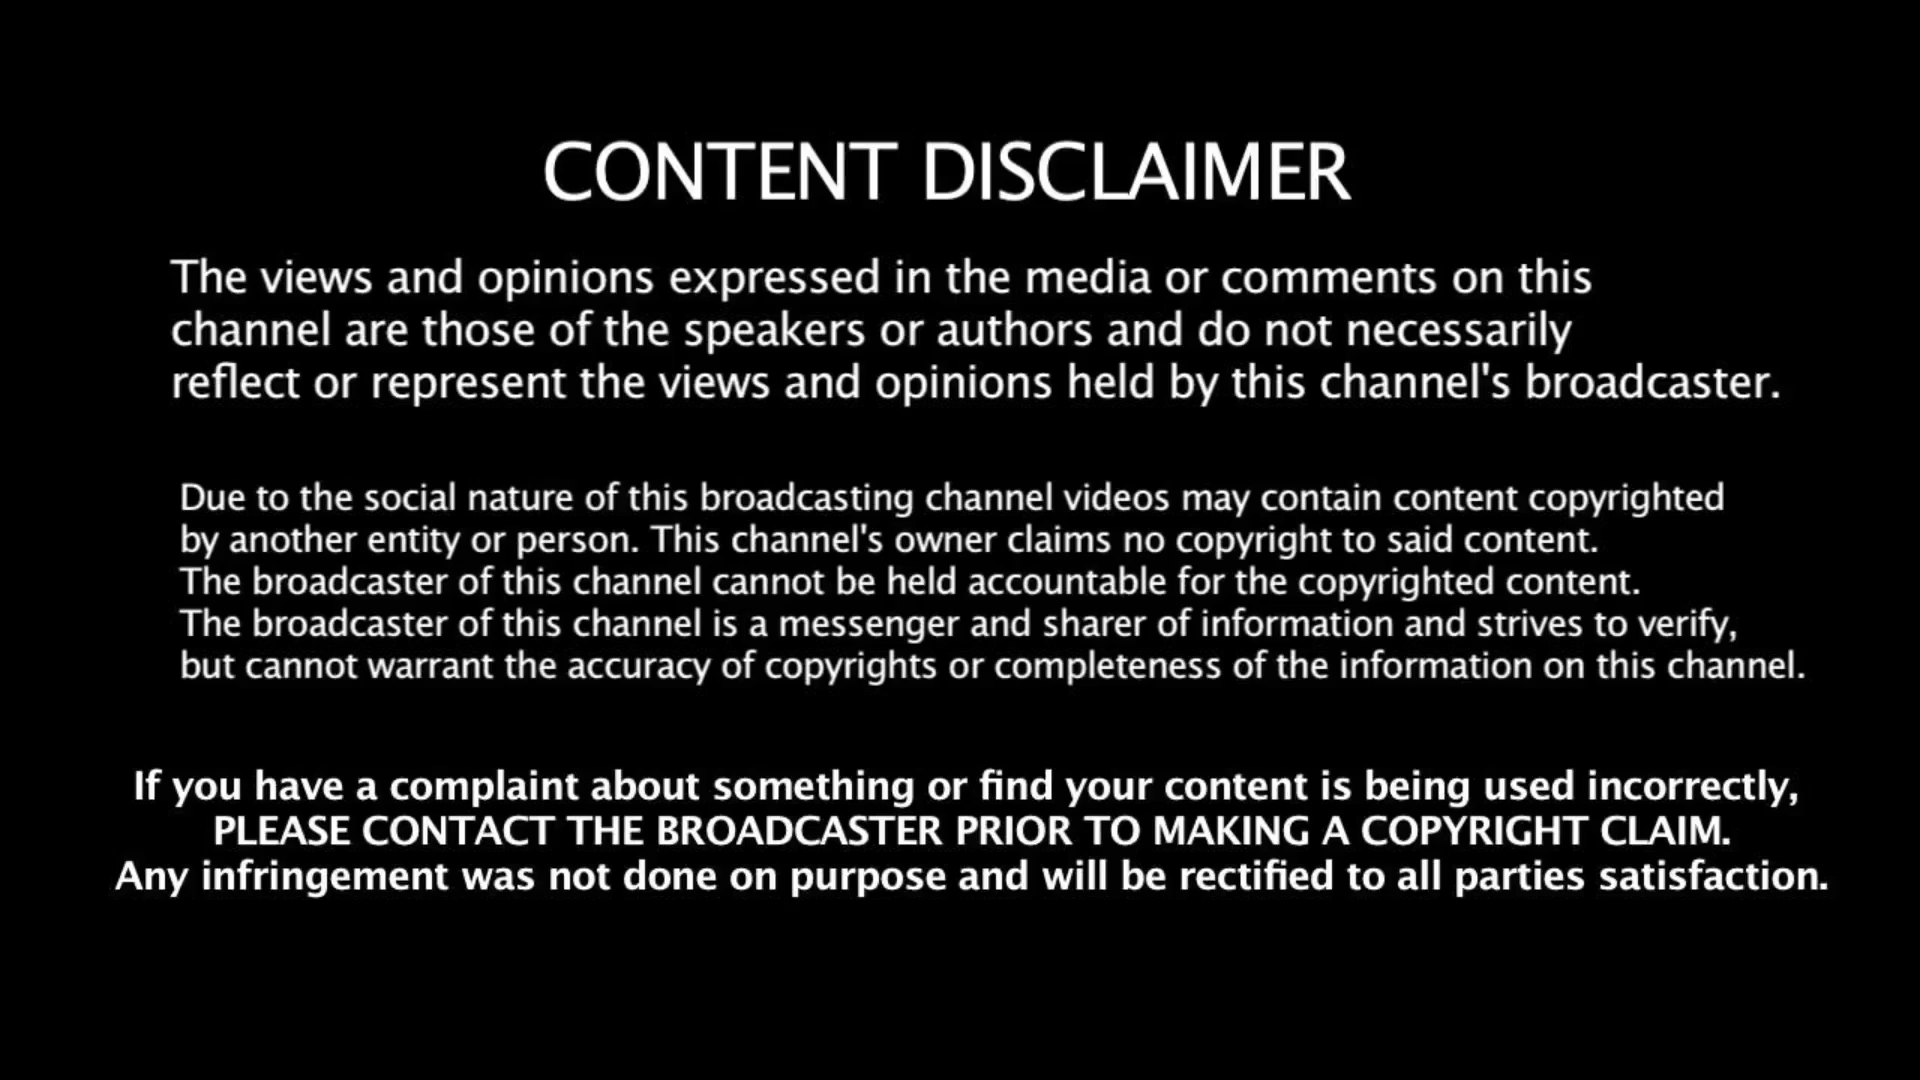 CONTENT DISCLAIMER
The views and opinions expressed in the media or comments on this
channel are those of the speakers or authors and do not necessarily
reflect or represent the views and opinions held by this channel's broadcaster.
Due to the social nature of this broadcasting channel videos may contain content copyrighted
by another entity or person. This channel's owner claims no copyright to said content.
The broadcaster of this channel cannot be held accountable for the copyrighted content.
The broadcaster of this channel is a messenger and sharer of information and strives to verify,
but cannot warrant the accuracy of copyrights or completeness of the information on this channel.
If you have a complaint about something or find your content is being used incorrectly,
PLEASE CONTACT THE BROADCASTER PRIOR TO MAKING A COPYRIGHT CLAIM.
Any infringement was not done on purpose and will be rectified to all parties satisfaction.